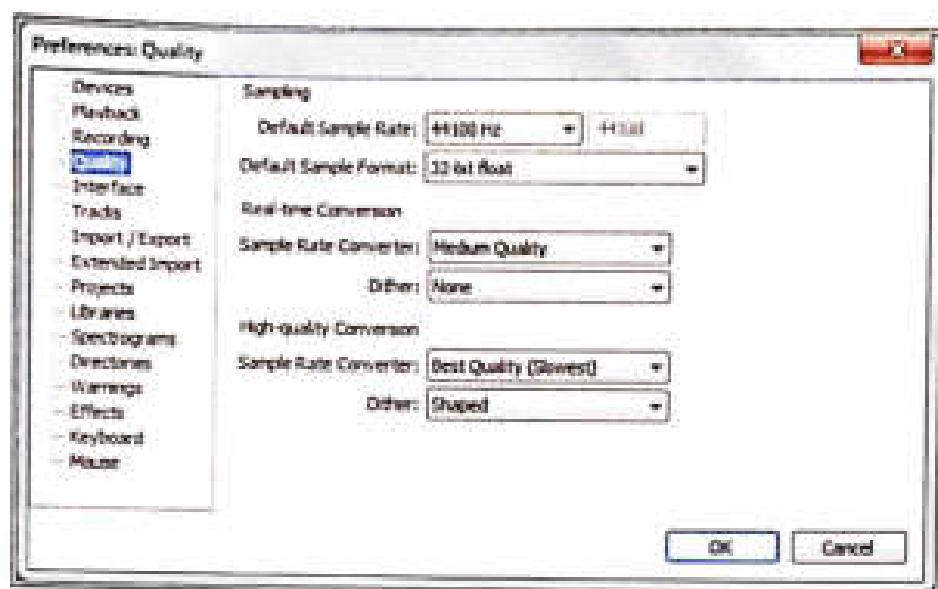 Preferences: Quality
Devices
Playback
Recording
Quality
Interface
Tracks
Import / Export
Extended Import
Projects
Libraries
Spectrograms
Directories
Warnings
Effects
Keyboard
Mouse
Sampling
Default Sample Rate: 44100 Hz 44100
Default Sample Format: 32-bit float
Real-time Conversion
Sample Rate Converter: Medium Quality
Dither: None
High-quality Conversion
Sample Rate Converter: Best Quality (Slowest)
Dither: Shaped
OK Cancel